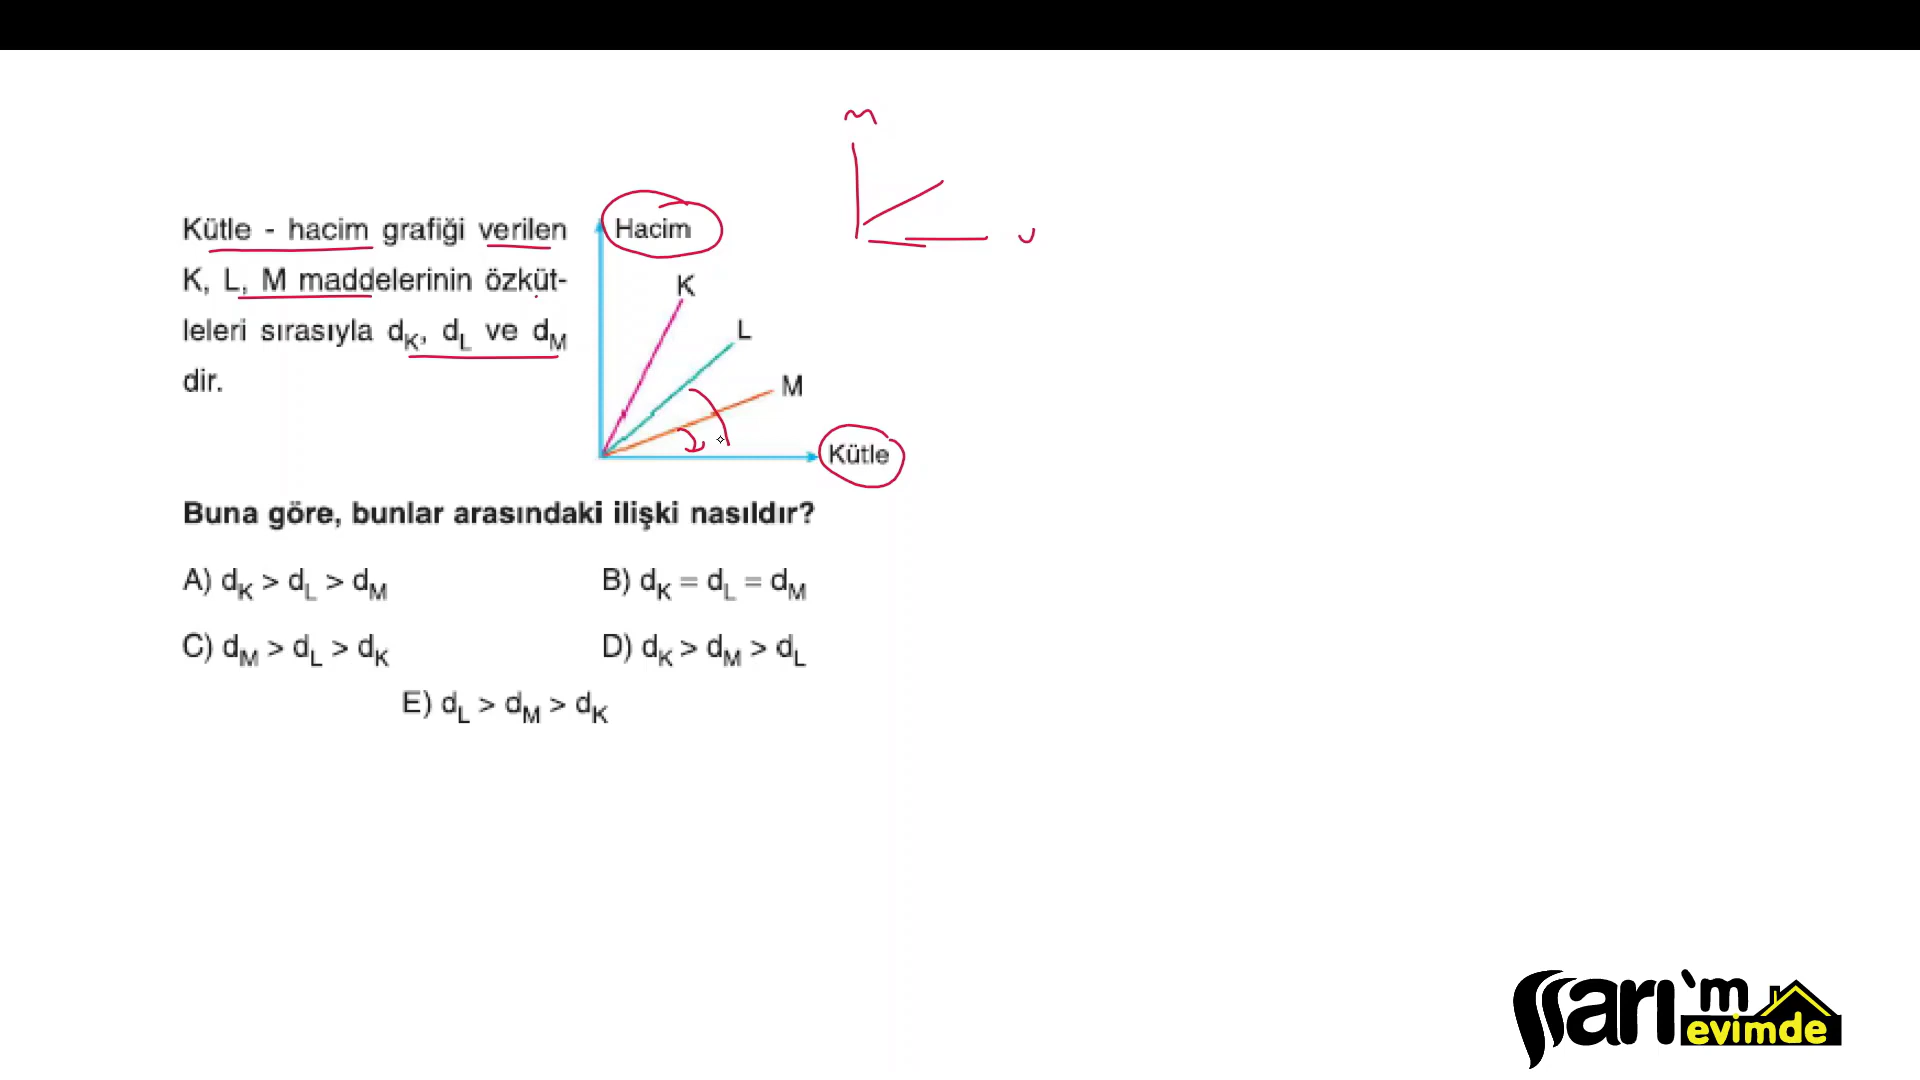 m
v
Kütle - hacim grafiği verilen
K, L, M maddelerinin özküt-
leleri sırasıyla dK, dL ve dM
dir.
Hacim
K
L
M
Kütle
Buna göre, bunlar arasındaki ilişki nasıldır?
A) dK > dL > dM
B) dK = dL = dM
C) dM > dL > dK
D) dK > dM > dL
E) dL > dM > dK
Sarı'm
evimde